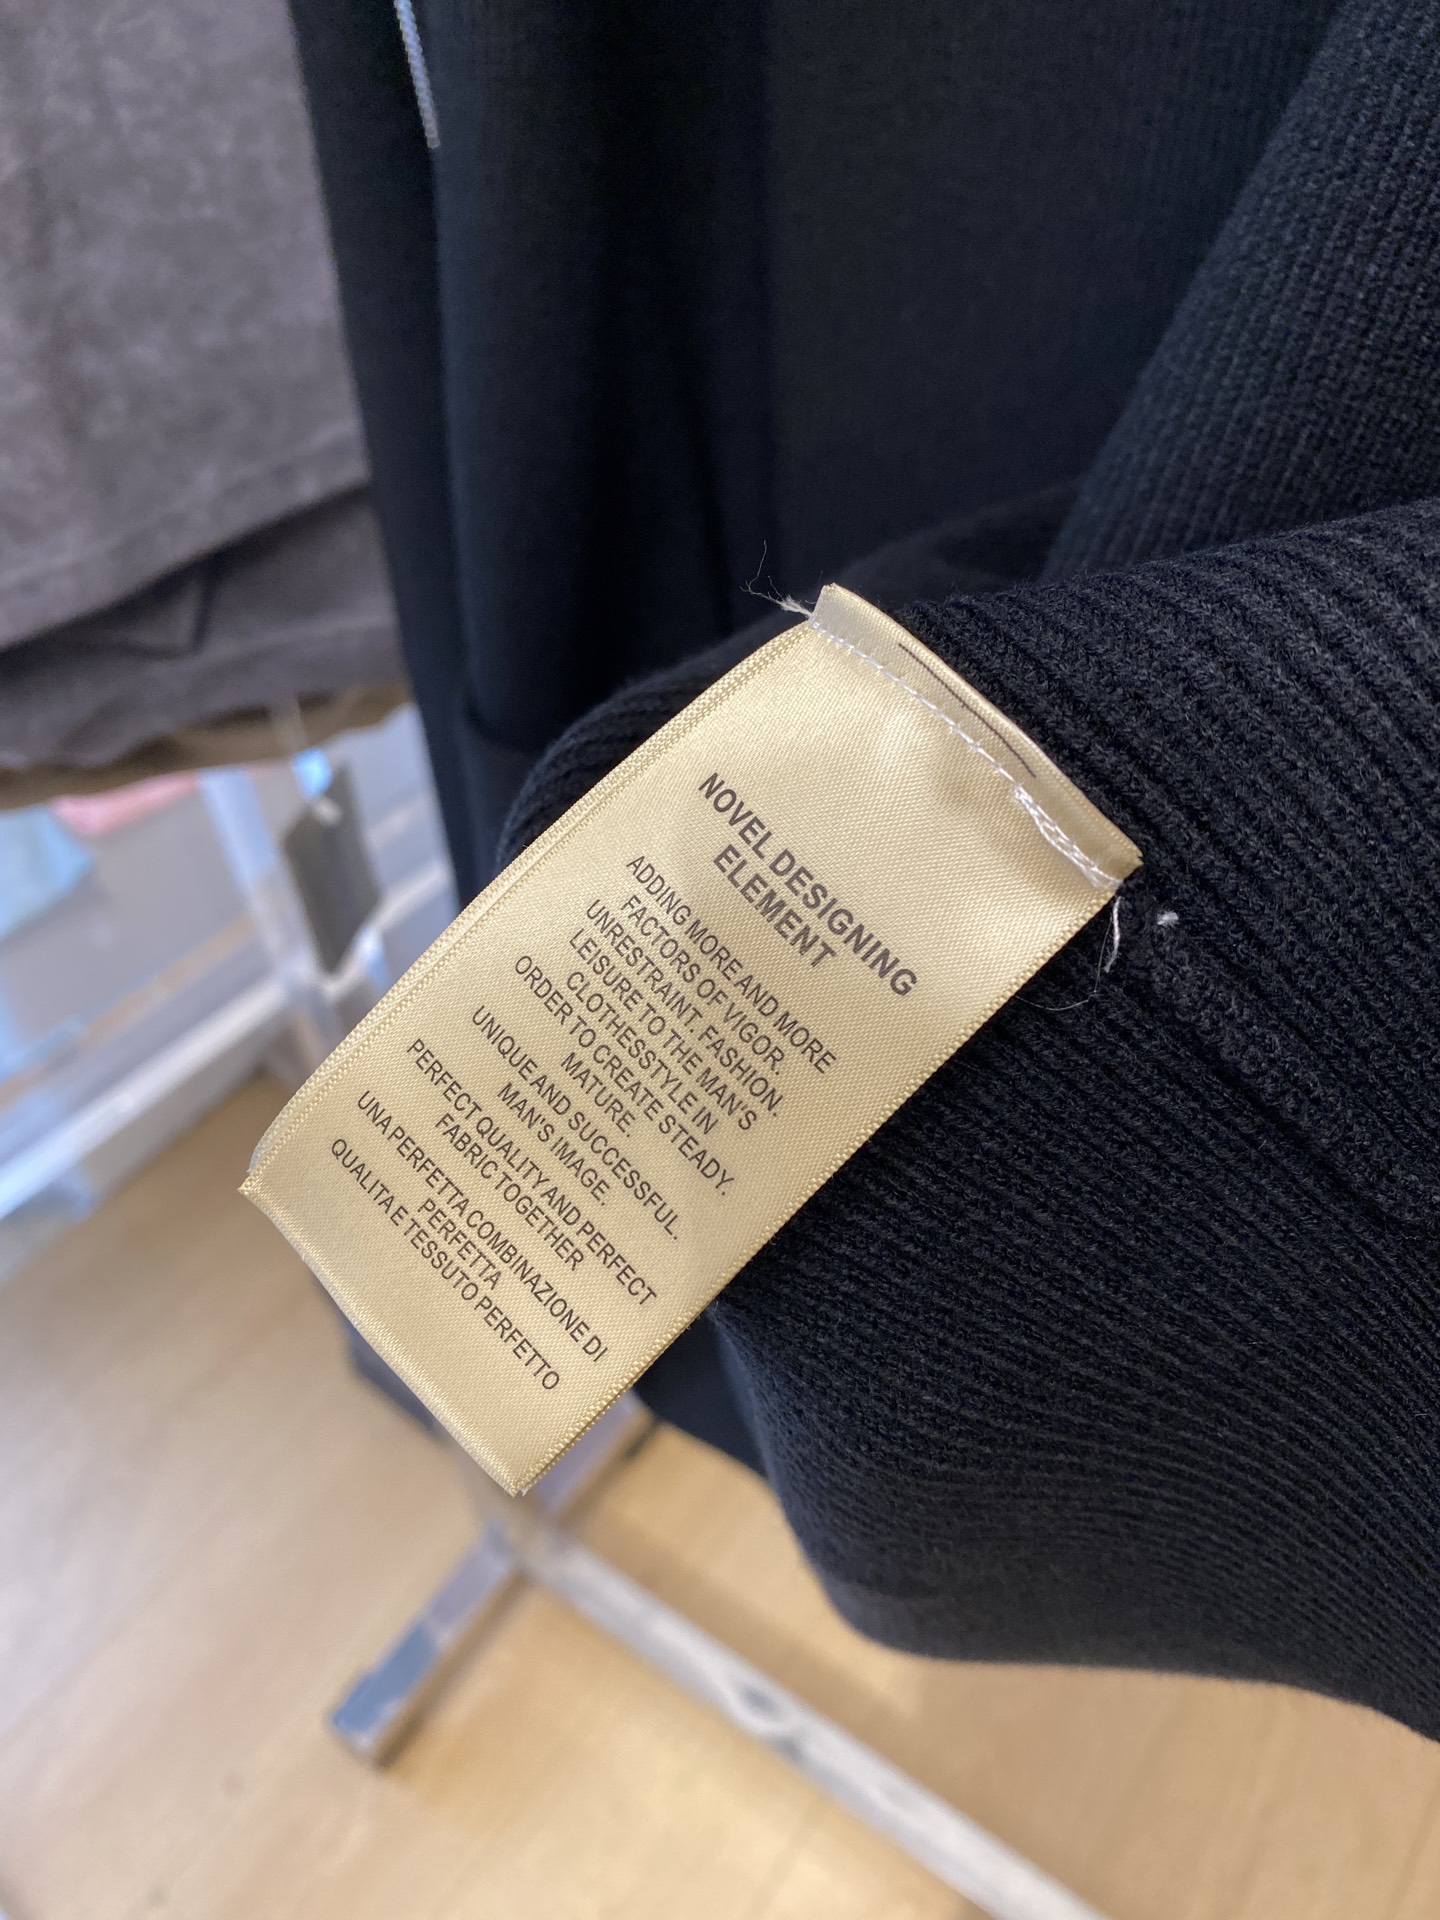 NOVEL DESIGNING
ELEMENT
ADDING MORE AND MORE
FACTORS OF VIGOR.
UNRESTRAINT. FASHION.
LEISURE TO THE MAN'S
CLOTHESSTYLE IN
ORDER TO CREATE STEADY.
MATURE.
UNIQUE AND SUCCESSFUL.
MAN'S IMAGE.
PERFECT QUALITY AND PERFECT
FABRIC TOGETHER
UNA PERFETTA COMBINAZIONE DI
PERFETTA
QUALITA E TESSUTO PERFETTO